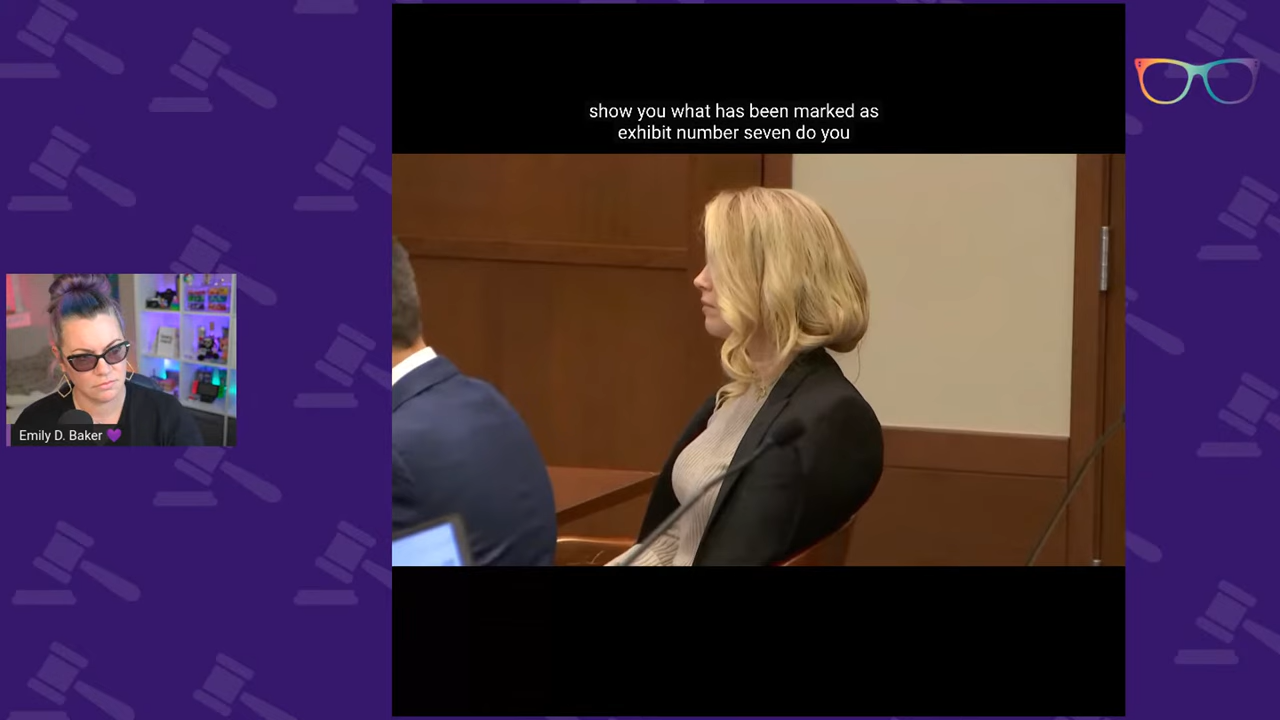 show you what has been marked as
exhibit number seven do you
Emily D. Baker 💜